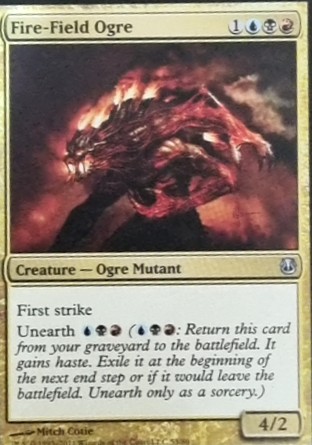 Fire-Field Ogre 1
Creature — Ogre Mutant
First strike
Unearth ( : Return this card
from your graveyard to the battlefield. It
gains haste. Exile it at the beginning of
the next end step or if it would leave the
battlefield. Unearth only as a sorcery.)
Mitch Cotie
4/2